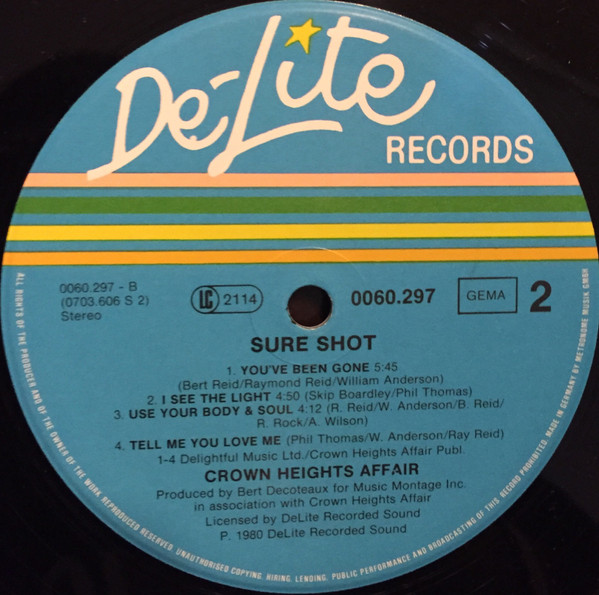 De-Lite
RECORDS
0060.297 - B
(0703.606 S 2)
Stereo
LC 2114
0060.297
GEMA
2
SURE SHOT
1. YOU'VE BEEN GONE 5:45
(Bert Reid/Raymond Reid/William Anderson)
2. I SEE THE LIGHT 4:50 (Skip Boardley/Phil Thomas)
3. USE YOUR BODY & SOUL 4:12 (R. Reid/W. Anderson/B. Reid/
R. Rock/A. Wilson)
4. TELL ME YOU LOVE ME (Phil Thomas/W. Anderson/Ray Reid)
1-4 Delightful Music Ltd./Crown Heights Affair Publ.
CROWN HEIGHTS AFFAIR
Produced by Bert Decoteaux for Music Montage Inc.
in association with Crown Heights Affair
Licensed by DeLite Recorded Sound
P. 1980 DeLite Recorded Sound
ALL RIGHTS OF THE PRODUCER AND OF THE OWNER OF THE WORK REPRODUCED RESERVED. UNAUTHORISED COPYING, HIRING, LENDING, PUBLIC PERFORMANCE AND BROADCASTING OF THIS RECORD PROHIBITED. MADE IN GERMANY BY METRONOME MUSIK GMBH